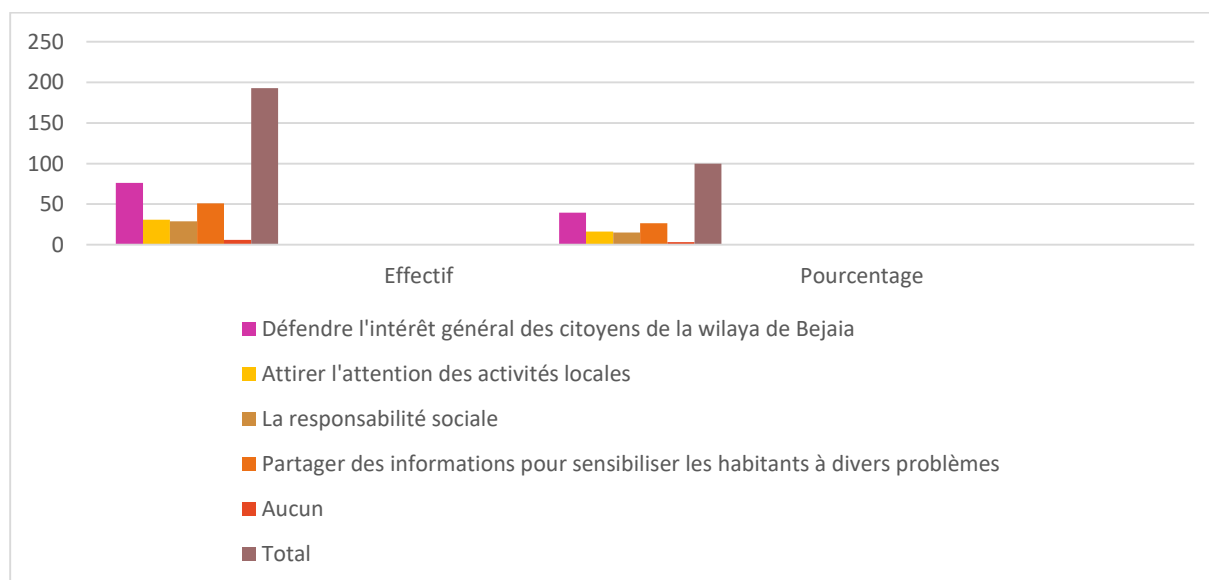 250
200
150
100
50
0
Effectif Pourcentage
Défendre l'intérêt général des citoyens de la wilaya de Bejaia
Attirer l'attention des activités locales
La responsabilité sociale
Partager des informations pour sensibiliser les habitants à divers problèmes
Aucun
Total